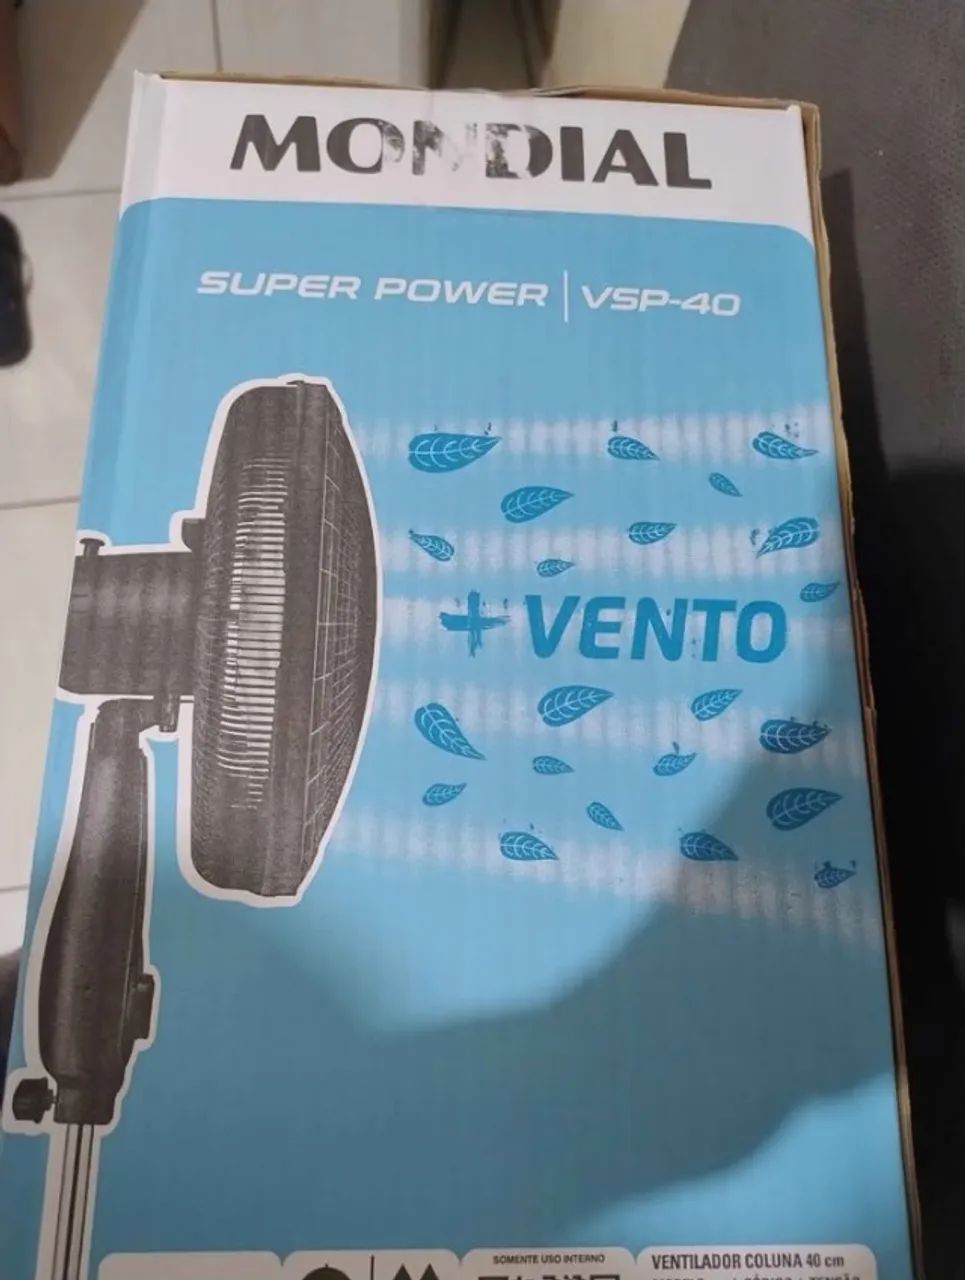 MONDIAL
SUPER POWER | VSP-40
+ VENTO
SOMENTE USO INTERNO
VENTILADOR COLUNA 40 cm